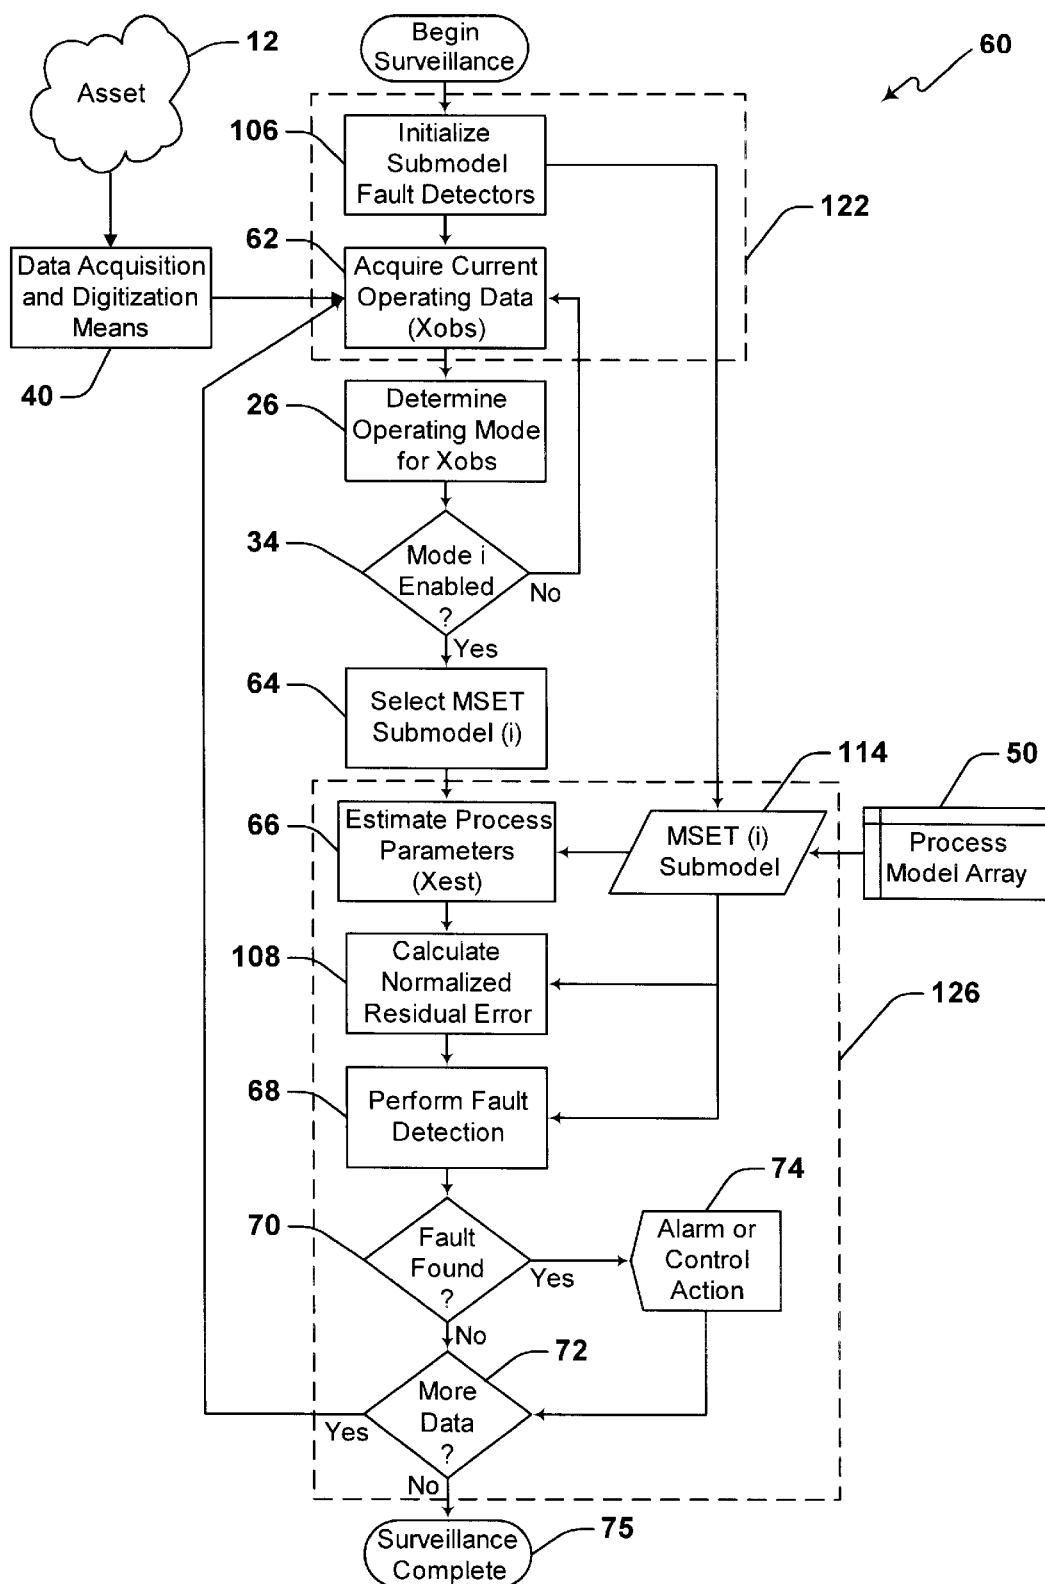 12
Asset
Begin
Surveillance
60
106
Initialize
Submodel
Fault Detectors
122
62
Data Acquisition
and Digitization
Means
40
Acquire Current
Operating Data
(Xobs)
26
Determine
Operating Mode
for Xobs
34
Mode i
Enabled
?
No
Yes
64
Select MSET
Submodel (i)
114
50
66
Estimate Process
Parameters
(Xest)
MSET (i)
Submodel
Process
Model Array
108
Calculate
Normalized
Residual Error
126
68
Perform Fault
Detection
74
70
Fault
Found
?
Yes
Alarm or
Control
Action
No
72
More
Data
?
Yes
No
75
Surveillance
Complete